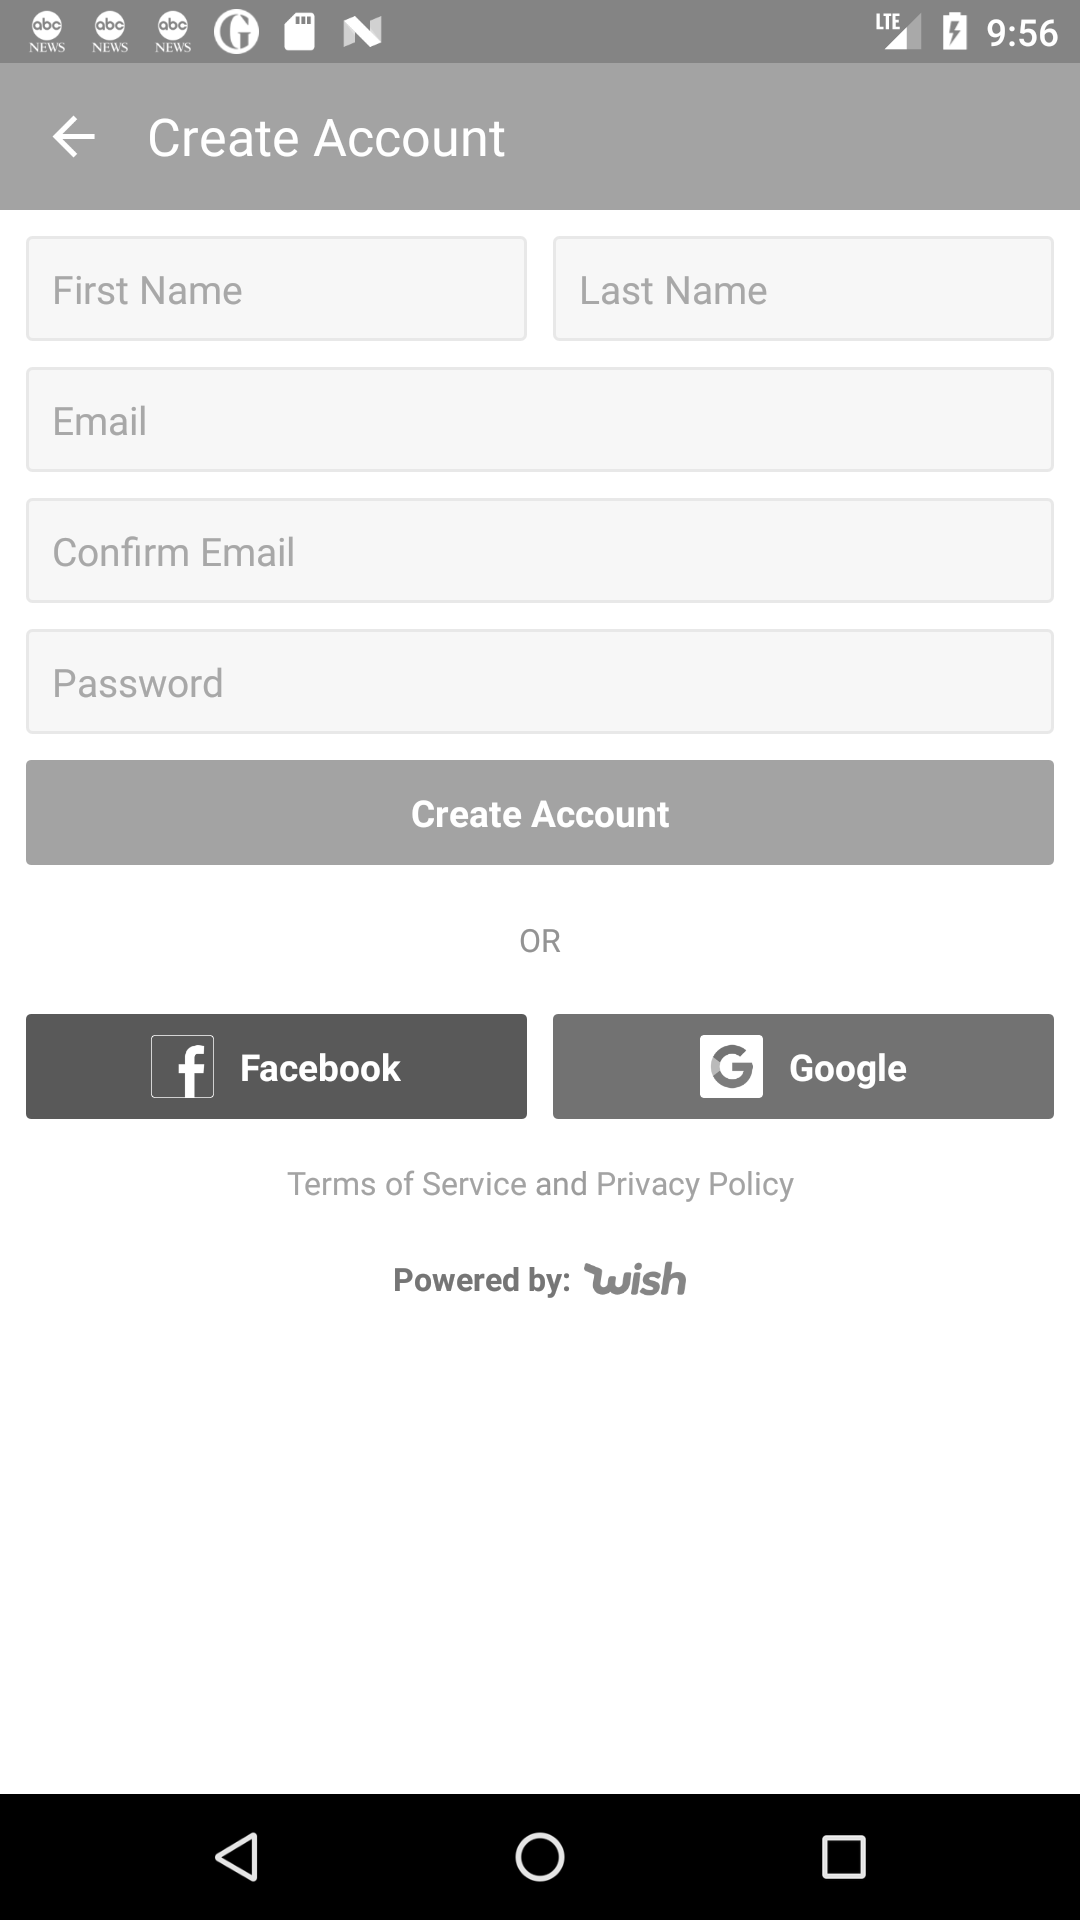 abc NEWS abc NEWS abc NEWS G N LTE 9:56
Create Account
First Name Last Name
Email
Confirm Email
Password
Create Account
OR
f Facebook G Google
Terms of Service and Privacy Policy
Powered by: wish